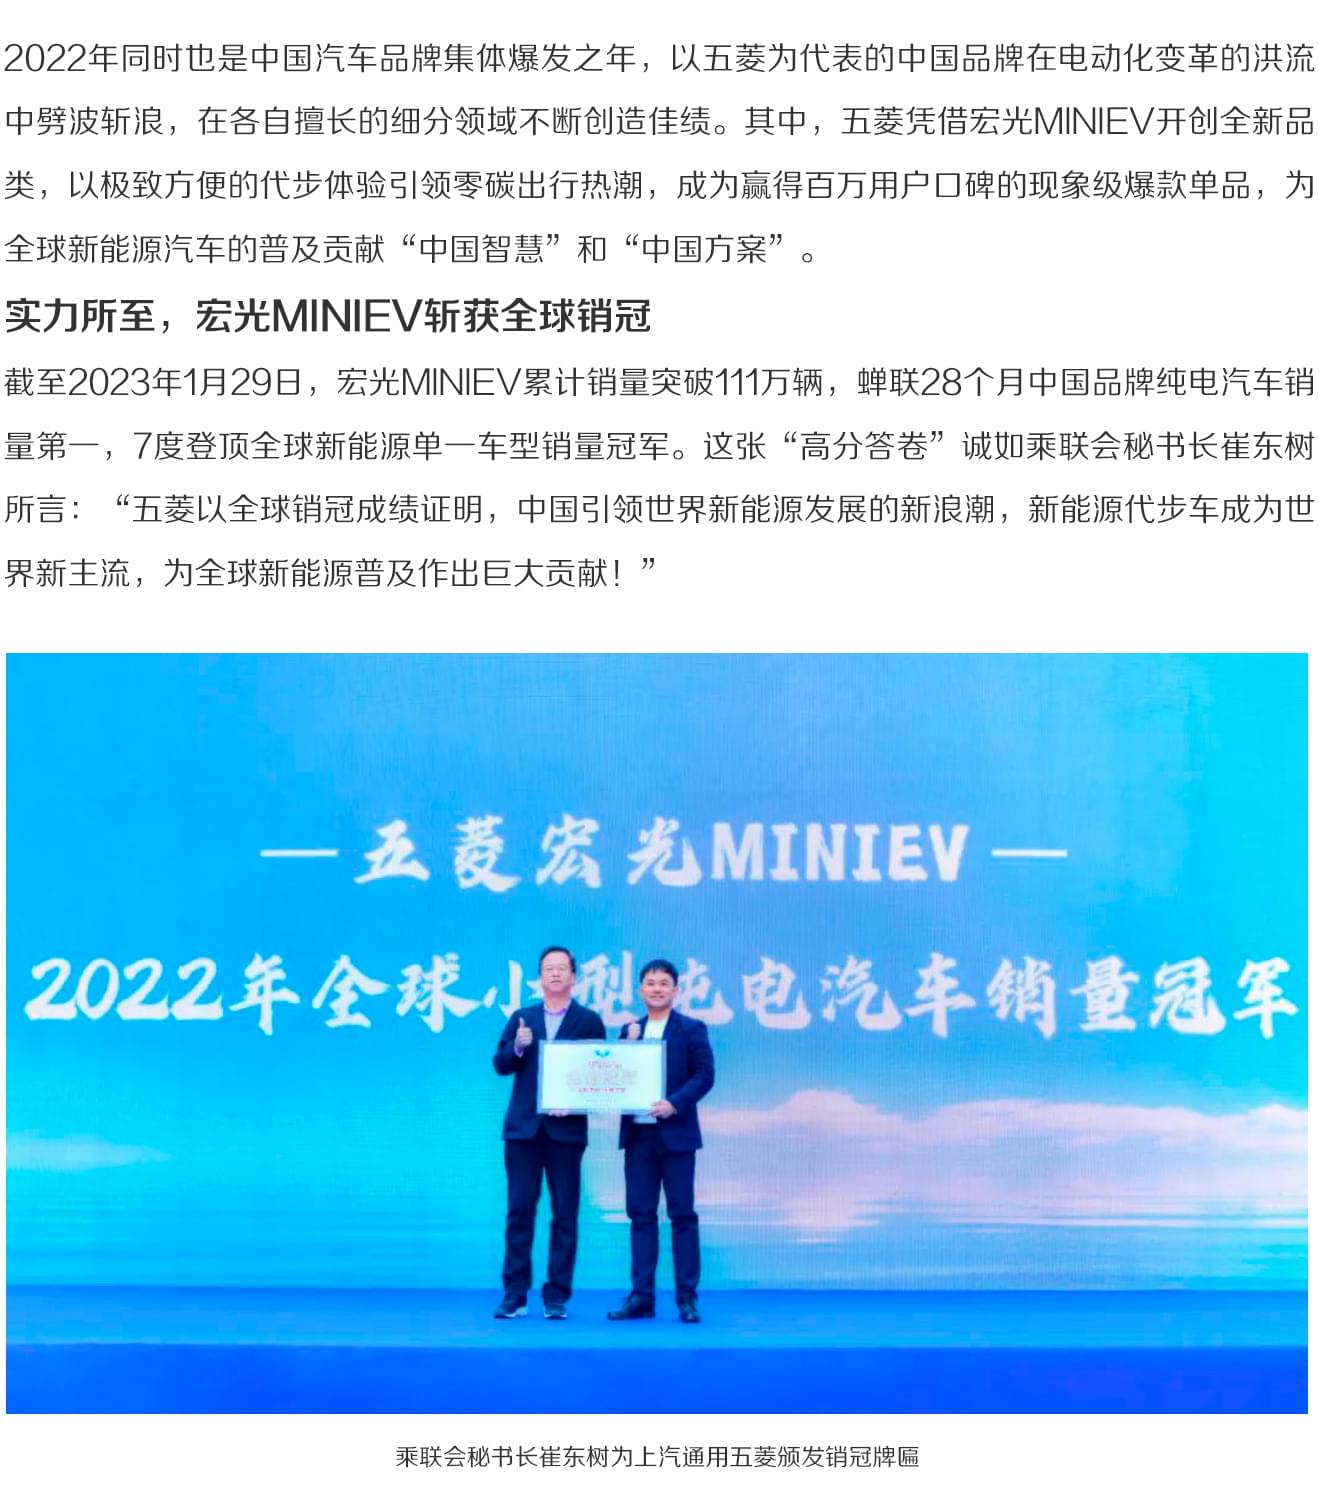 2022年同时也是中国汽车品牌集体爆发之年，以五菱为代表的中国品牌在电动化变革的洪流
中劈波斩浪，在各自擅长的细分领域不断创造佳绩。其中，五菱凭借宏光MINIEV开创全新品
类，以极致方便的代步体验引领零碳出行热潮，成为赢得百万用户口碑的现象级爆款单品，为
全球新能源汽车的普及贡献“中国智慧”和“中国方案”。
实力所至，宏光MINIEV斩获全球销冠
截至2023年1月29日，宏光MINIEV累计销量突破111万辆，蝉联28个月中国品牌纯电汽车销
量第一，7度登顶全球新能源单一车型销量冠军。这张“高分答卷”诚如乘联会秘书长崔东树
所言：“五菱以全球销冠成绩证明，中国引领世界新能源发展的新浪潮，新能源代步车成为世
界新主流，为全球新能源普及作出巨大贡献！”
五菱宏光MINIEV
2022年全球小型纯电汽车销量冠军
乘联会秘书长崔东树为上汽通用五菱颁发销冠牌匾